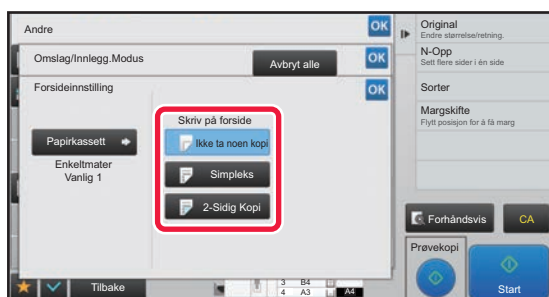 Andre
OK
Omslag/Innlegg.Modus
Avbryt alle
OK
Forsideinnstilling
OK
Skriv på forside
Papirkassett
Enkeltmater
Vanlig 1
Ikke ta noen kopi
Simpleks
2-Sidig Kopi
Tilbake
3 B4
4 A3
A4
Original
Endre størrelse/retning.
N-Opp
Sett flere sider i én side
Sorter
Margskifte
Flytt posisjon for å få marg
Forhåndsvis
CA
Prøvekopi
Start